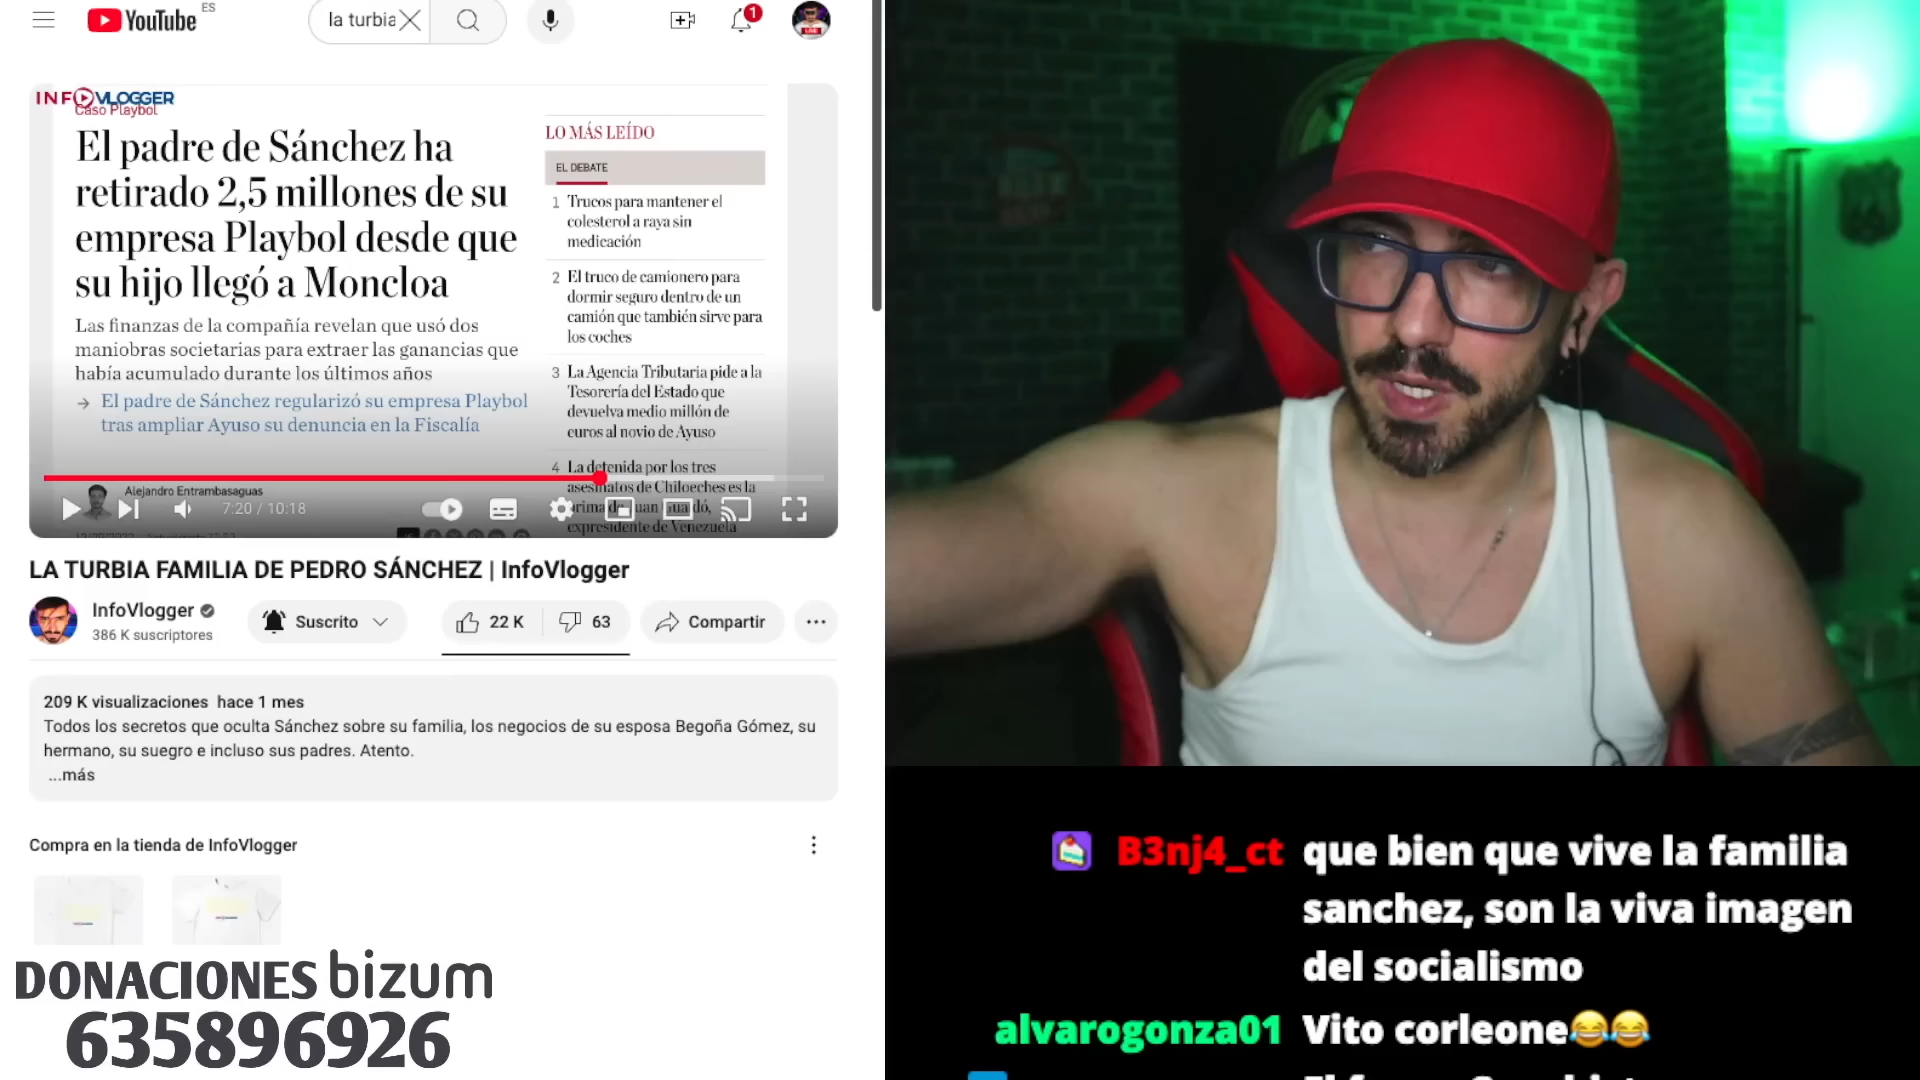 YouTube
ES
la turbia
1
INFOVLOGGER
Caso Playbol
El padre de Sánchez ha
retirado 2,5 millones de su
empresa Playbol desde que
su hijo llegó a Moncloa
Las finanzas de la compañía revelan que usó dos
maniobras societarias para extraer las ganancias que
había acumulado durante los últimos años
→ El padre de Sánchez regularizó su empresa Playbol
tras ampliar Ayuso su denuncia en la Fiscalía
Alejandro Entrambasaguas
LO MÁS LEÍDO
EL DEBATE
1 Trucos para mantener el
colesterol a raya sin
medicación
2 El truco de camionero para
dormir seguro dentro de un
camión que también sirve para
los coches
3 La Agencia Tributaria pide a la
Tesorería del Estado que
devuelva medio millón de
euros al novio de Ayuso
4 La detenida por los tres
asesinatos de Chiloeches es la
prima de Juan Guaidó,
expresidente de Venezuela
7:20 / 10:18
LA TURBIA FAMILIA DE PEDRO SÁNCHEZ | InfoVlogger
InfoVlogger
386 K suscriptores
Suscrito
22 K
63
Compartir
209 K visualizaciones hace 1 mes
Todos los secretos que oculta Sánchez sobre su familia, los negocios de su esposa Begoña Gómez, su
hermano, su suegro e incluso sus padres. Atento.
...más
Compra en la tienda de InfoVlogger
DONACIONES bizum
635896926
B3nj4_ct que bien que vive la familia
sanchez, son la viva imagen
del socialismo
alvarogonza01 Vito corleone😂😂